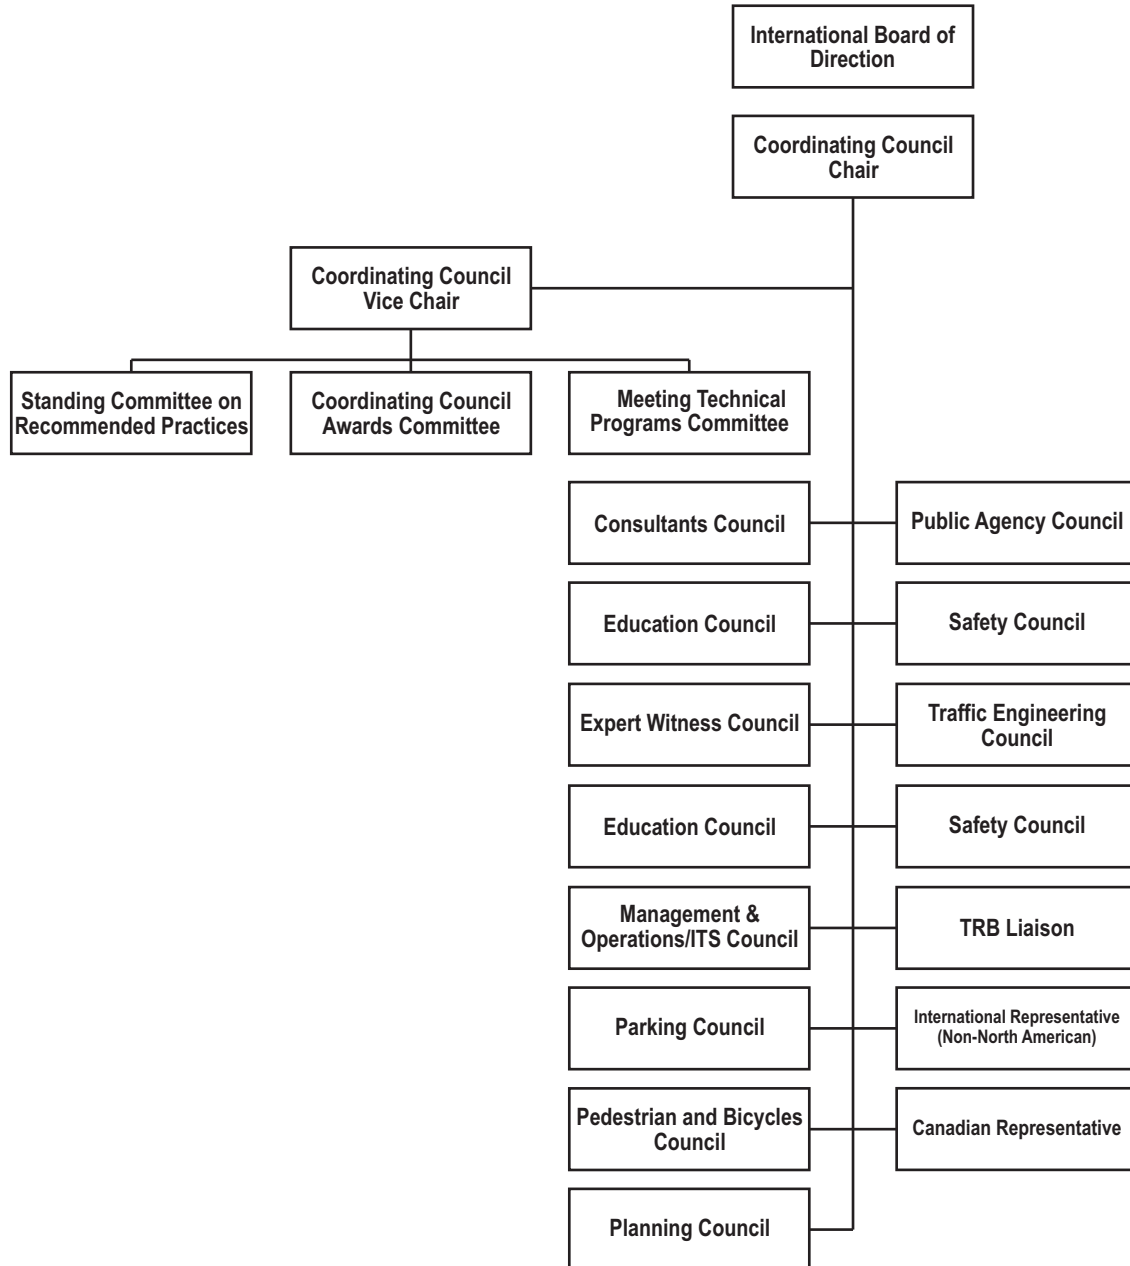 International Board of
Direction
Coordinating Council
Chair
Coordinating Council
Vice Chair
Standing Committee on
Recommended Practices
Coordinating Council
Awards Committee
Meeting Technical
Programs Committee
Consultants Council
Public Agency Council
Education Council
Safety Council
Expert Witness Council
Traffic Engineering
Council
Education Council
Safety Council
Management &
Operations/ITS Council
TRB Liaison
Parking Council
International Representative
(Non-North American)
Pedestrian and Bicycles
Council
Canadian Representative
Planning Council